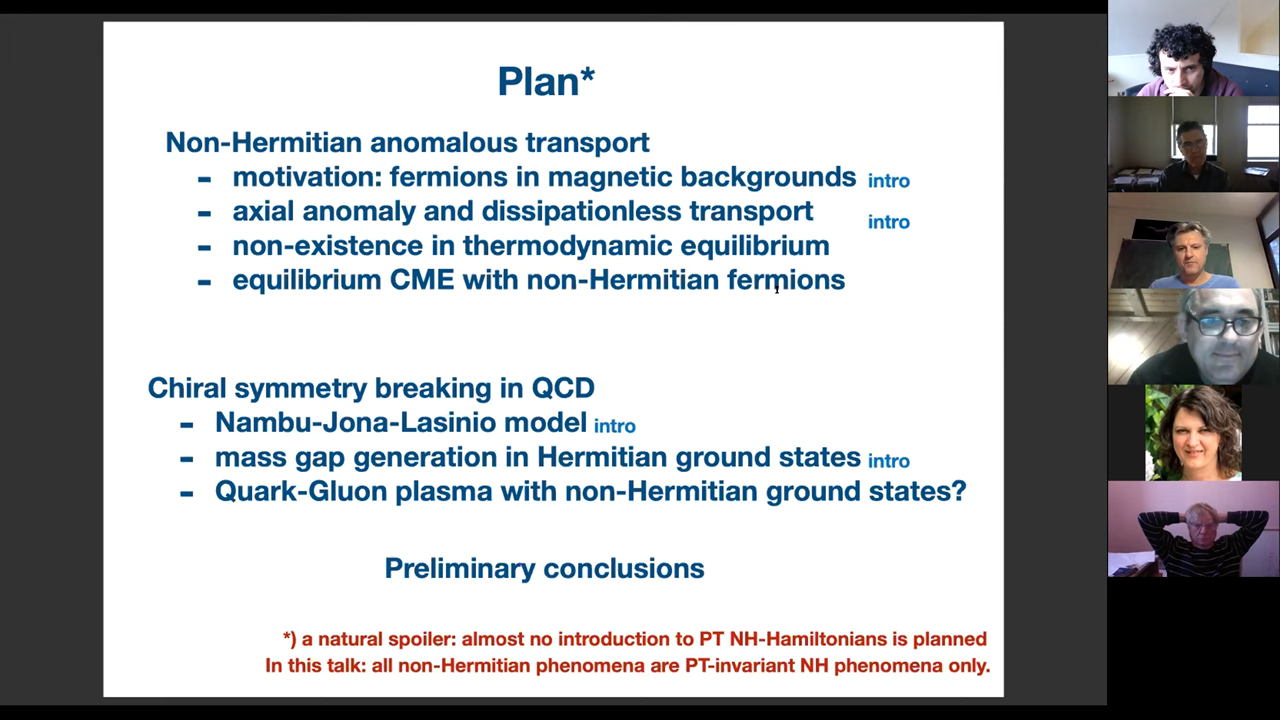 Plan*
Non-Hermitian anomalous transport
- motivation: fermions in magnetic backgrounds intro
- axial anomaly and dissipationless transport intro
- non-existence in thermodynamic equilibrium
- equilibrium CME with non-Hermitian fermions
Chiral symmetry breaking in QCD
- Nambu-Jona-Lasinio model intro
- mass gap generation in Hermitian ground states intro
- Quark-Gluon plasma with non-Hermitian ground states?
Preliminary conclusions
*) a natural spoiler: almost no introduction to PT NH-Hamiltonians is planned
In this talk: all non-Hermitian phenomena are PT-invariant NH phenomena only.